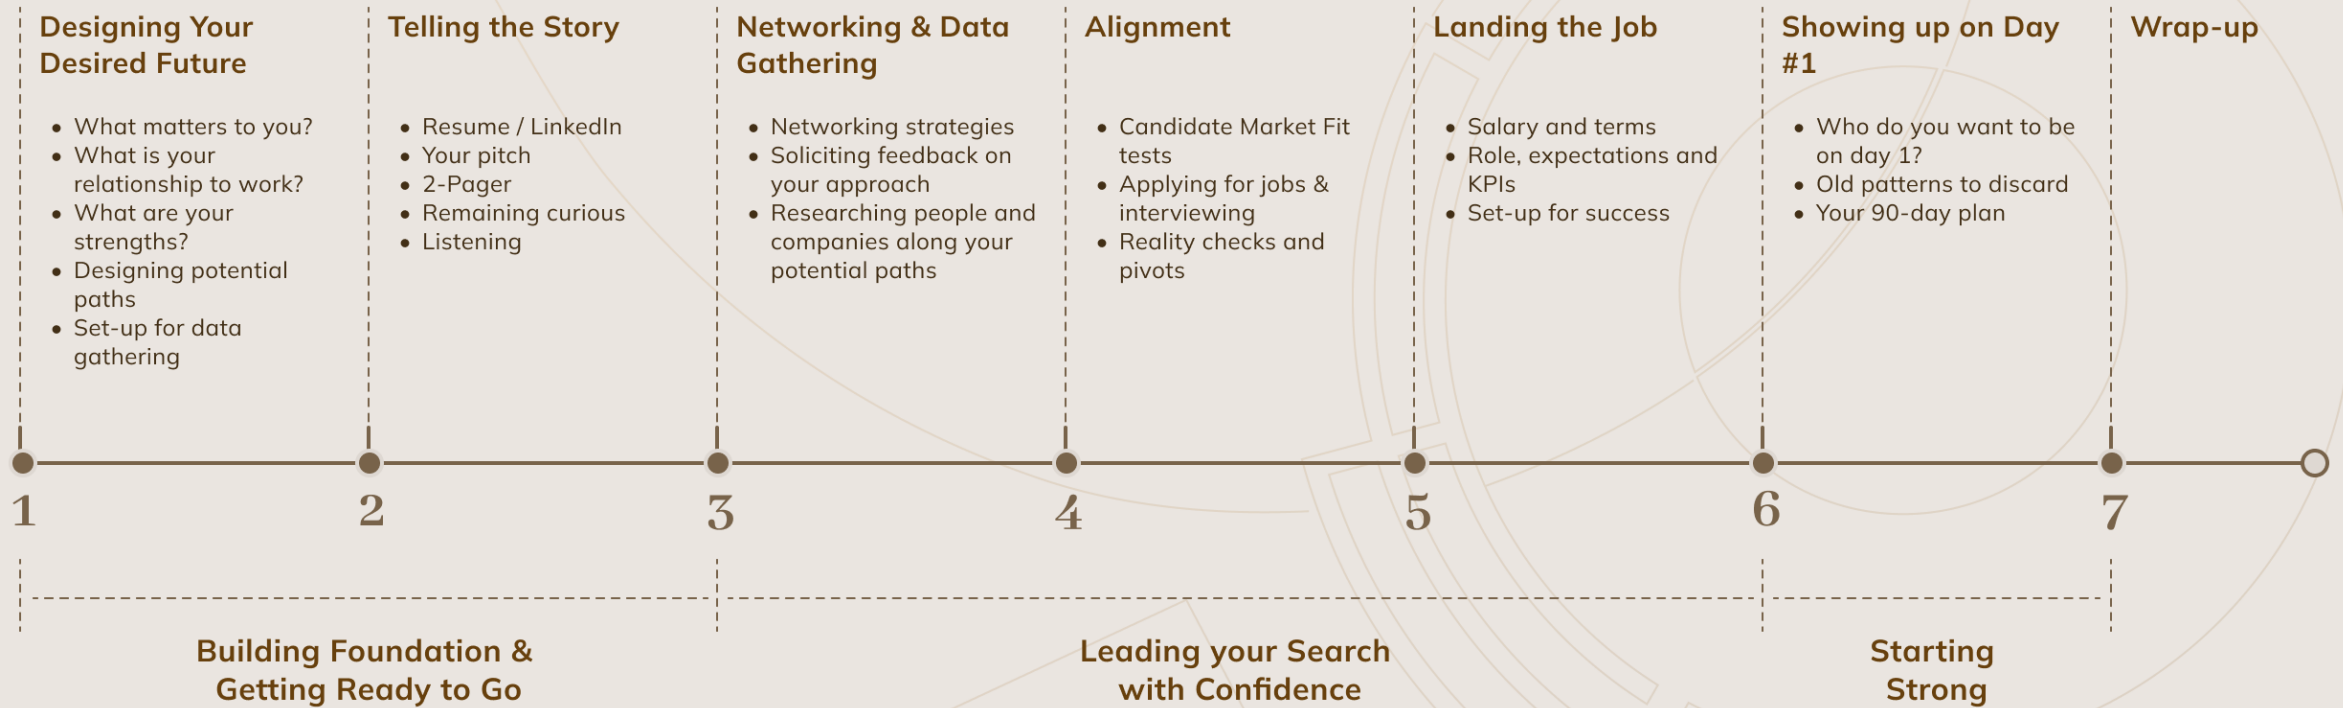 Designing Your
Desired Future
• What matters to you?
• What is your
relationship to work?
• What are your
strengths?
• Designing potential
paths
• Set-up for data
gathering
Telling the Story
• Resume / LinkedIn
• Your pitch
• 2-Pager
• Remaining curious
• Listening
Networking & Data
Gathering
• Networking strategies
• Soliciting feedback on
your approach
• Researching people and
companies along your
potential paths
Alignment
• Candidate Market Fit
tests
• Applying for jobs &
interviewing
• Reality checks and
pivots
Landing the Job
• Salary and terms
• Role, expectations and
KPIs
• Set-up for success
Showing up on Day
#1
• Who do you want to be
on day 1?
• Old patterns to discard
• Your 90-day plan
Wrap-up
1
2
3
4
5
6
7
Building Foundation &
Getting Ready to Go
Leading your Search
with Confidence
Starting
Strong